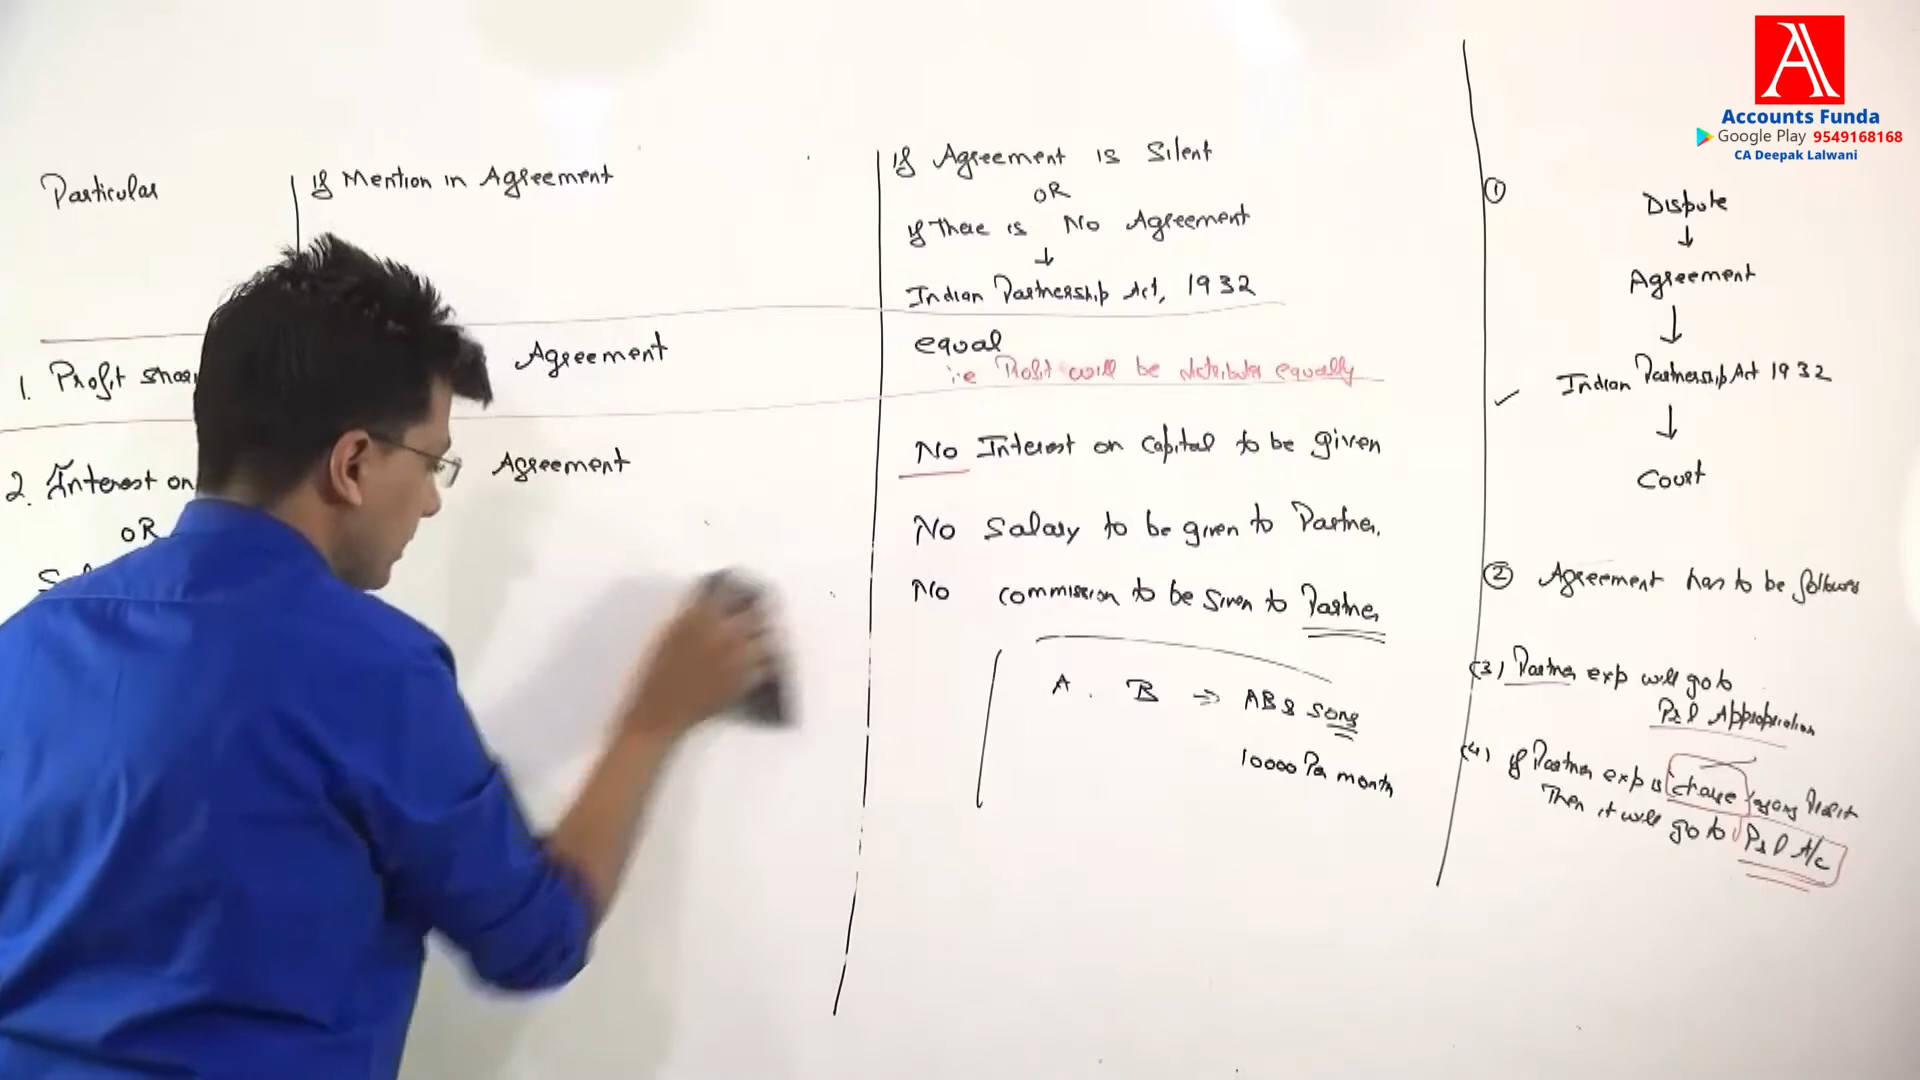 Accounts Funda
Google Play 9549168168
CA Deepak Lalwani
Particular
if Mention in Agreement
if Agreement is Silent
OR
if There is No Agreement
↓
Indian Partnership Act, 1932
1. Profit shar
Agreement
equal
i.e Profit will be distribute equally
2. Interest on
OR
Agreement
No Interest on capital to be given
No Salary to be given to Partner.
No commission to be given to Partner
A. B ⇒ AB & Sons
10000 Per month
① Dispute
↓
Agreement
↓
Indian Partnership Act 1932
↓
Court
② Agreement has to be follow
(3) Partner exp will go to
P&L Appropriation
(4) if Partner exp is charge Profit
Then it will go to P&L A/c